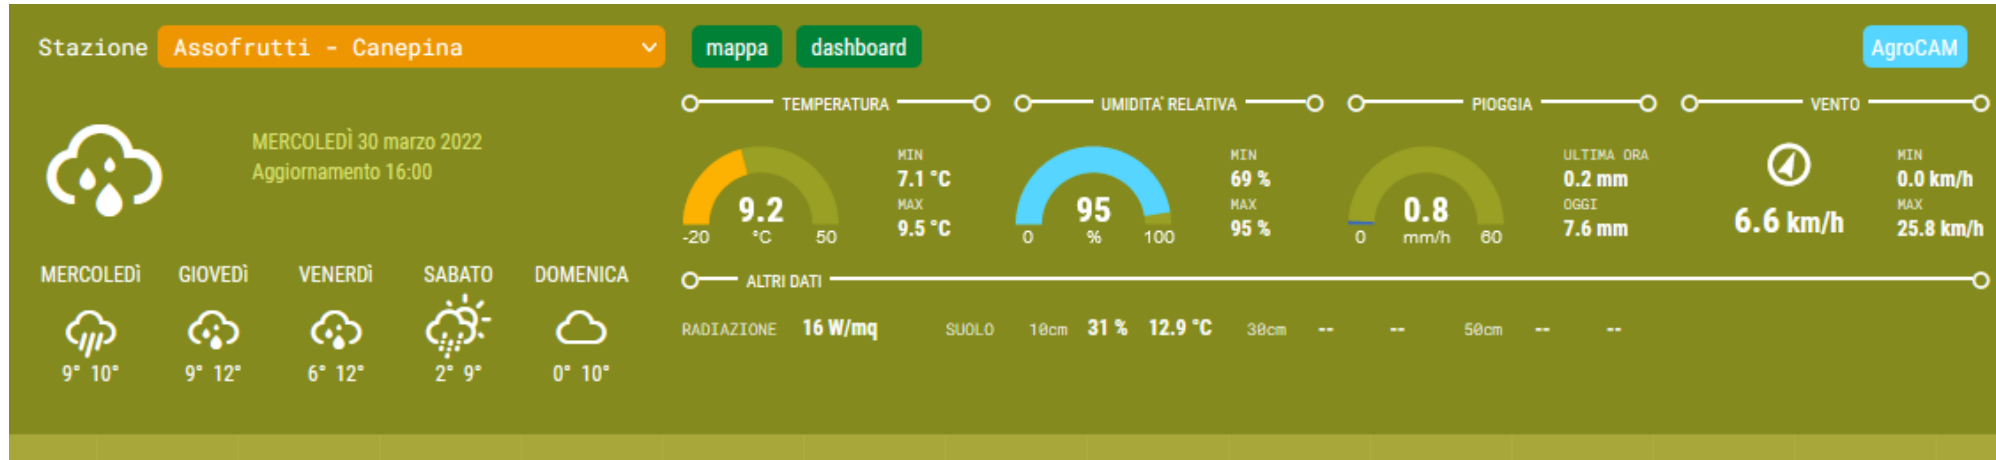 Stazione Assofrutti - Canepina mappa dashboard AgroCAM
MERCOLEDÌ 30 marzo 2022
Aggiornamento 16:00
TEMPERATURA
9.2
°C
-20 50
MIN
7.1 °C
MAX
9.5 °C
UMIDITA' RELATIVA
95
%
0 100
MIN
69 %
MAX
95 %
PIOGGIA
0.8
mm/h
0 60
ULTIMA ORA
0.2 mm
OGGI
7.6 mm
VENTO
6.6 km/h
MIN
0.0 km/h
MAX
25.8 km/h
MERCOLEDÌ GIOVEDÌ VENERDÌ SABATO DOMENICA
9° 10° 9° 12° 6° 12° 2° 9° 0° 10°
ALTRI DATI
RADIAZIONE 16 W/mq SUOLO 10cm 31 % 12.9 °C 30cm -- -- 50cm -- --